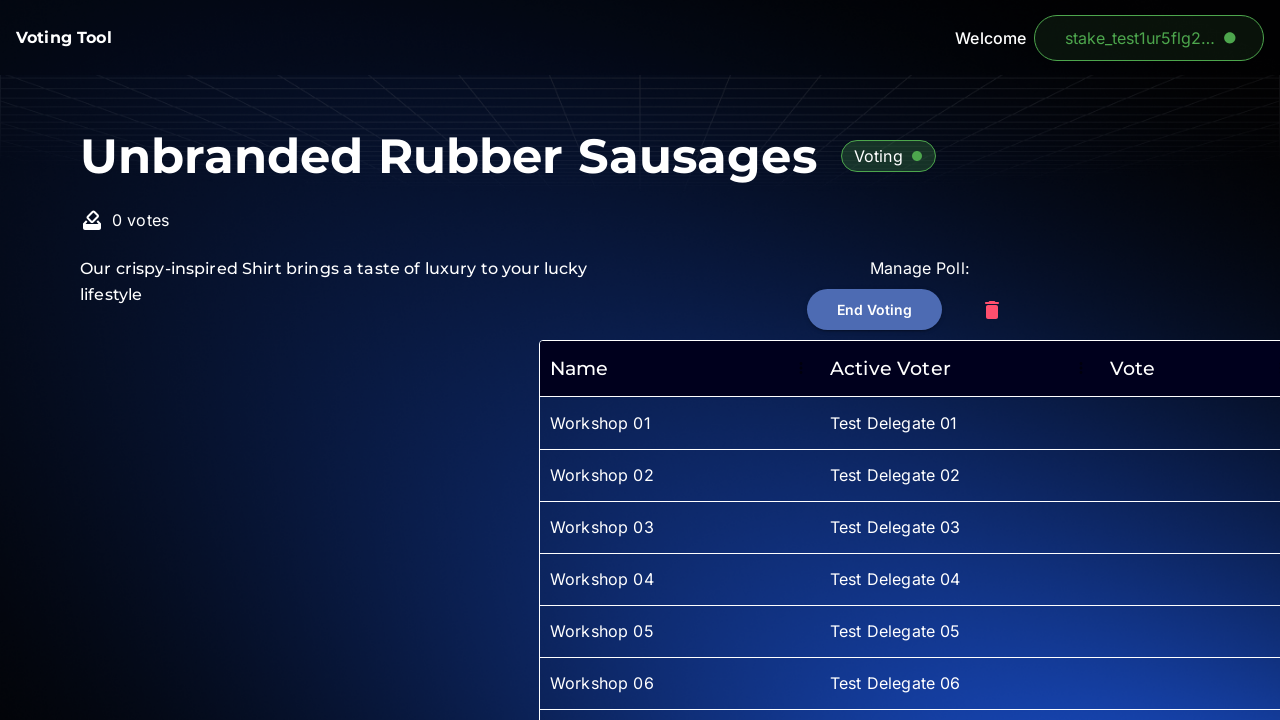 Voting Tool
Welcome
stake_test1ur5flg2...
Unbranded Rubber Sausages
Voting
0 votes
Our crispy-inspired Shirt brings a taste of luxury to your lucky
lifestyle
Manage Poll:
End Voting
Name Active Voter Vote
Workshop 01 Test Delegate 01
Workshop 02 Test Delegate 02
Workshop 03 Test Delegate 03
Workshop 04 Test Delegate 04
Workshop 05 Test Delegate 05
Workshop 06 Test Delegate 06